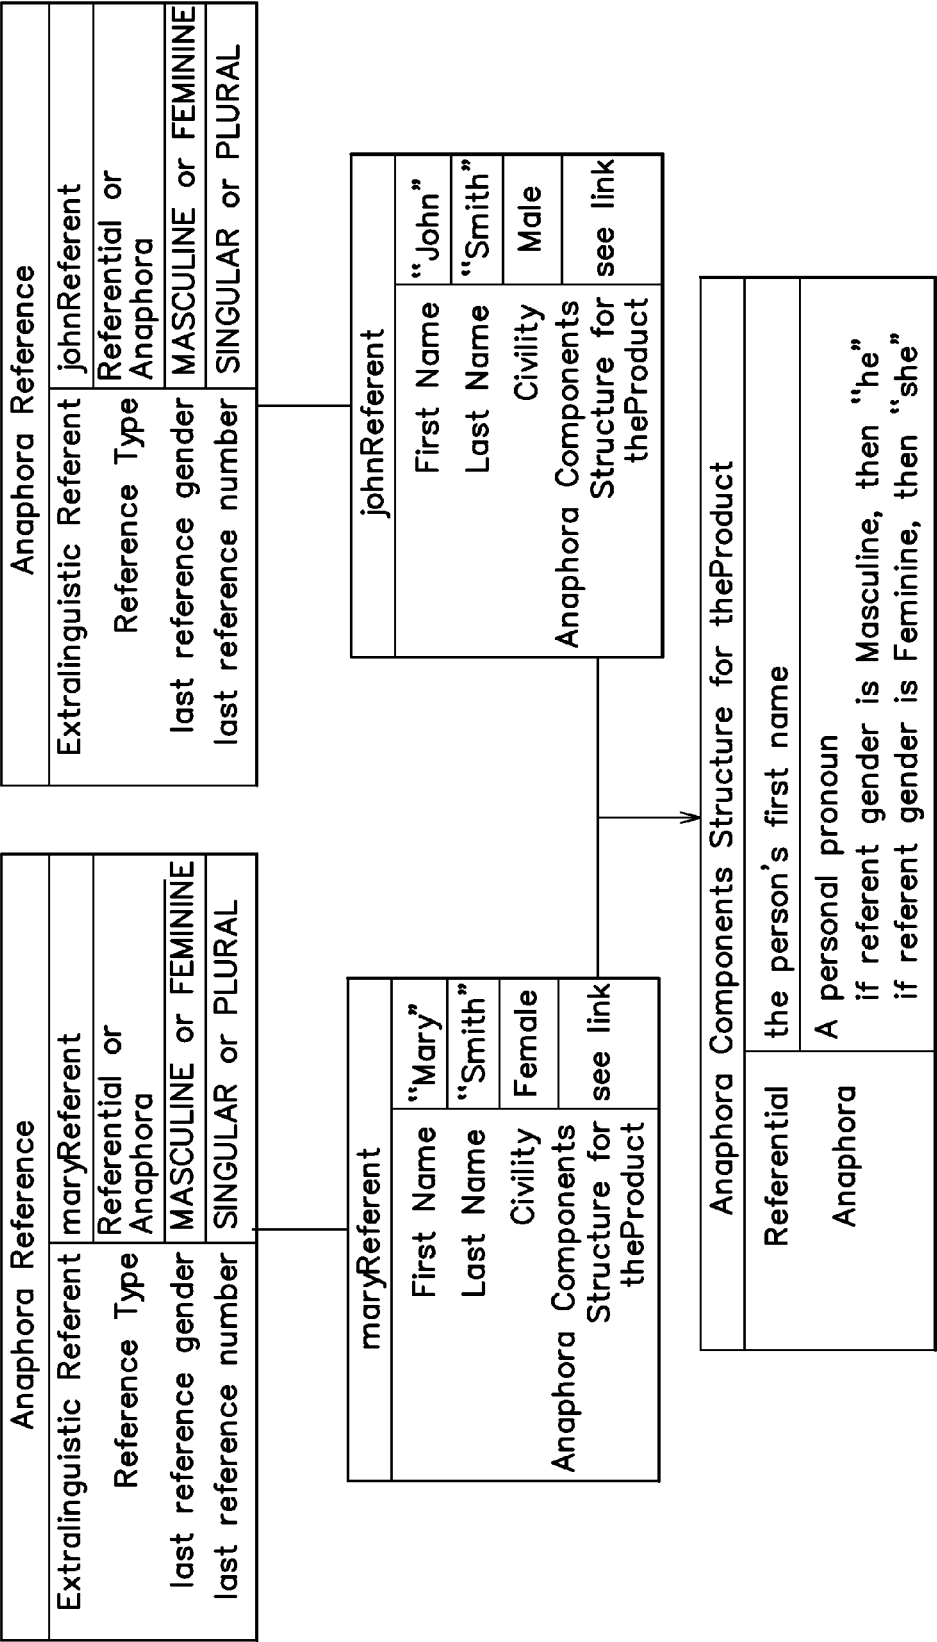 Anaphora Reference
Extralinguistic Referent maryReferent
Reference Type Referential or
Anaphora
last reference gender MASCULINE or FEMININE
last reference number SINGULAR or PLURAL
Anaphora Reference
Extralinguistic Referent johnReferent
Reference Type Referential or
Anaphora
last reference gender MASCULINE or FEMININE
last reference number SINGULAR or PLURAL
maryReferent
First Name "Mary"
Last Name "Smith"
Civility Female
Anaphora Components
Structure for see link
theProduct
johnReferent
First Name "John"
Last Name "Smith"
Civility Male
Anaphora Components
Structure for see link
theProduct
Anaphora Components Structure for theProduct
Referential the person's first name
Anaphora A personal pronoun
if referent gender is Masculine, then "he"
if referent gender is Feminine, then "she"